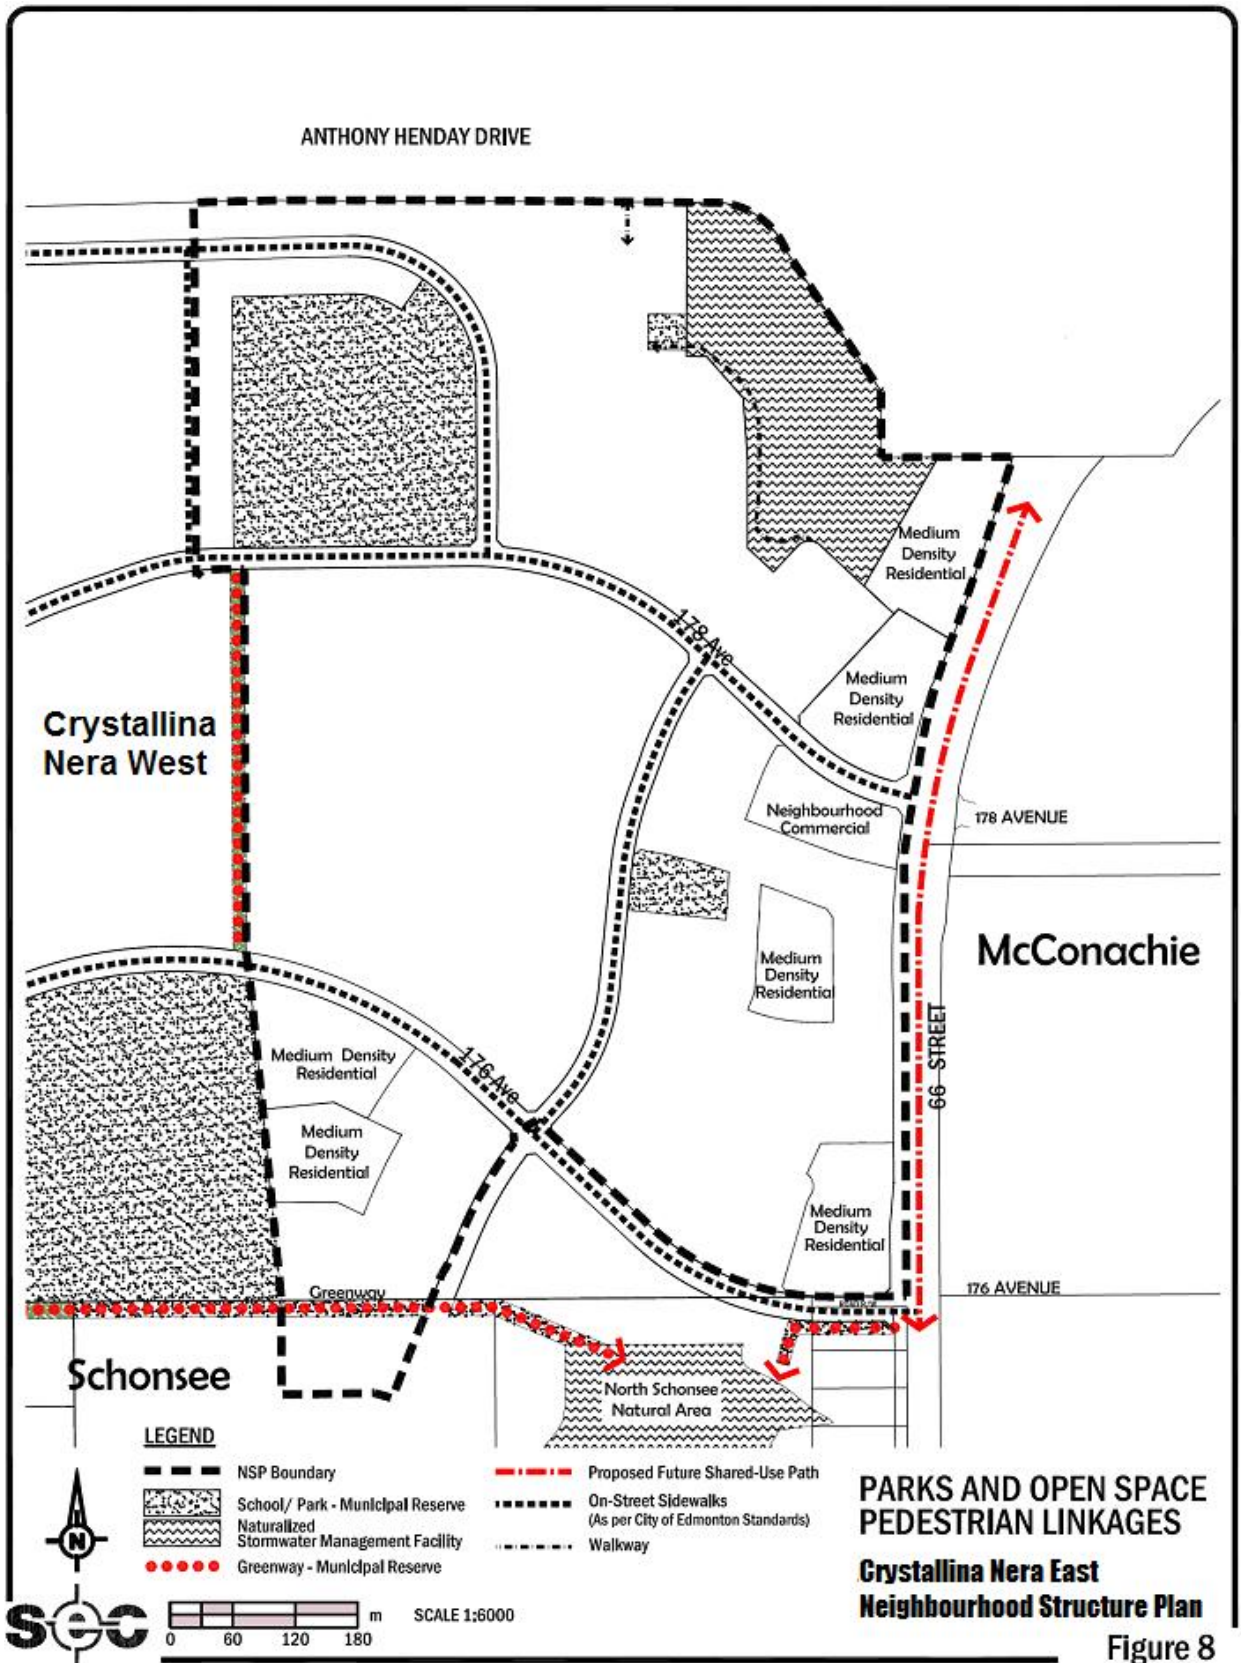 ANTHONY HENDAY DRIVE
Medium
Density
Residential
178 Ave
Medium
Density
Residential
Crystallina
Nera West
Neighbourhood
Commercial
178 AVENUE
McConachie
Medium
Density
Residential
66 STREET
176 Ave
Medium Density
Residential
Medium
Density
Residential
Medium
Density
Residential
Greenway
176 AVENUE
Schonsee
North Schonsee
Natural Area
LEGEND
NSP Boundary
School/ Park - Municipal Reserve
Naturalized
Stormwater Management Facility
Greenway - Municipal Reserve
Proposed Future Shared-Use Path
On-Street Sidewalks
(As per City of Edmonton Standards)
Walkway
PARKS AND OPEN SPACE
PEDESTRIAN LINKAGES
Crystallina Nera East
Neighbourhood Structure Plan
N
sec
0 60 120 180 m
SCALE 1:6000
Figure 8